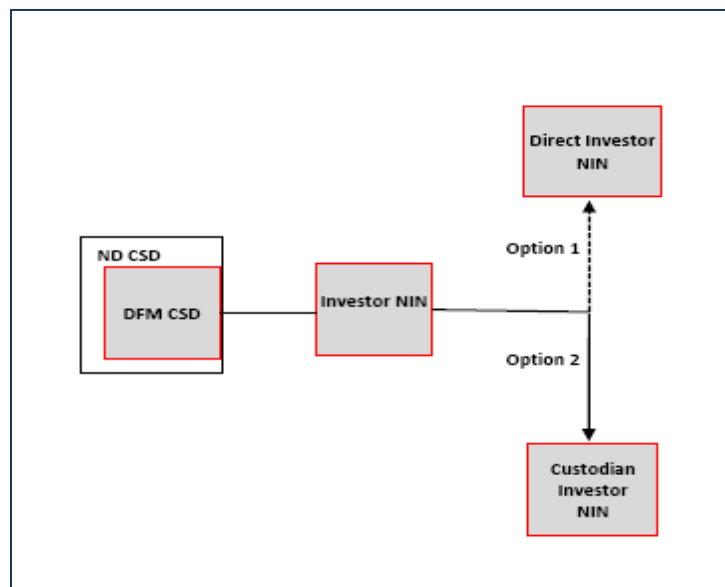 Direct Investor
NIN
Option 1
ND CSD
DFM CSD
Investor NIN
Option 2
Custodian
Investor
NIN